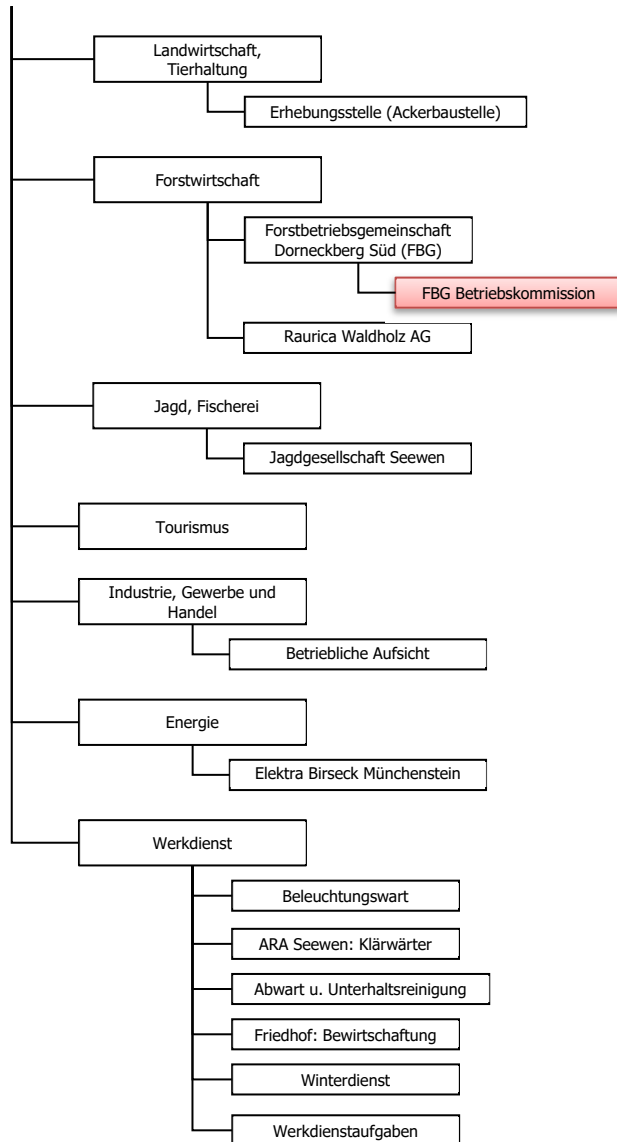 Landwirtschaft,
Tierhaltung
Erhebungsstelle (Ackerbaustelle)
Forstwirtschaft
Forstbetriebsgemeinschaft
Dorneckberg Süd (FBG)
FBG Betriebskommission
Raurica Waldholz AG
Jagd, Fischerei
Jagdgesellschaft Seewen
Tourismus
Industrie, Gewerbe und
Handel
Betriebliche Aufsicht
Energie
Elektra Birseck Münchenstein
Werkdienst
Beleuchtungswart
ARA Seewen: Klärwärter
Abwart u. Unterhaltsreinigung
Friedhof: Bewirtschaftung
Winterdienst
Werkdienstaufgaben